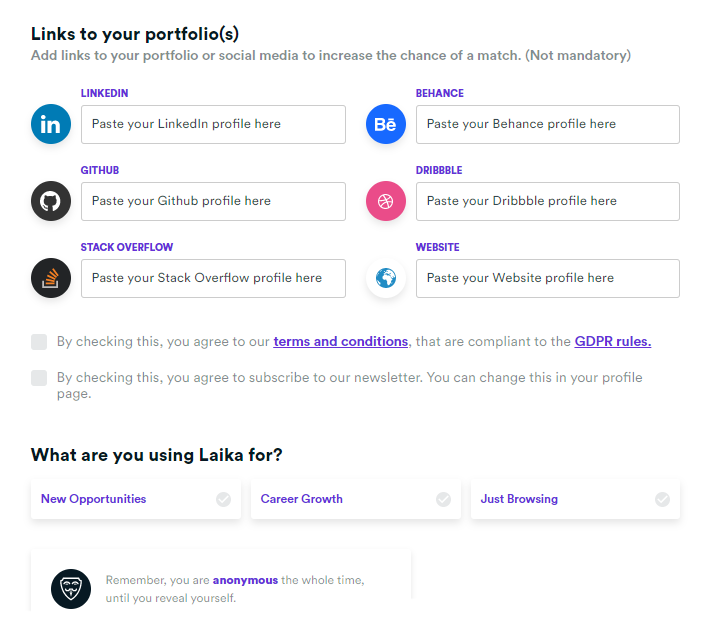 Links to your portfolio(s)
Add links to your portfolio or social media to increase the chance of a match. (Not mandatory)
LINKEDIN
in
Paste your LinkedIn profile here
BEHANCE
Bē
Paste your Behance profile here
GITHUB
Paste your Github profile here
DRIBBBLE
Paste your Dribbble profile here
STACK OVERFLOW
Paste your Stack Overflow profile here
WEBSITE
Paste your Website profile here
By checking this, you agree to our terms and conditions, that are compliant to the GDPR rules.
By checking this, you agree to subscribe to our newsletter. You can change this in your profile
page.
What are you using Laika for?
New Opportunities
Career Growth
Just Browsing
Remember, you are anonymous the whole time,
until you reveal yourself.